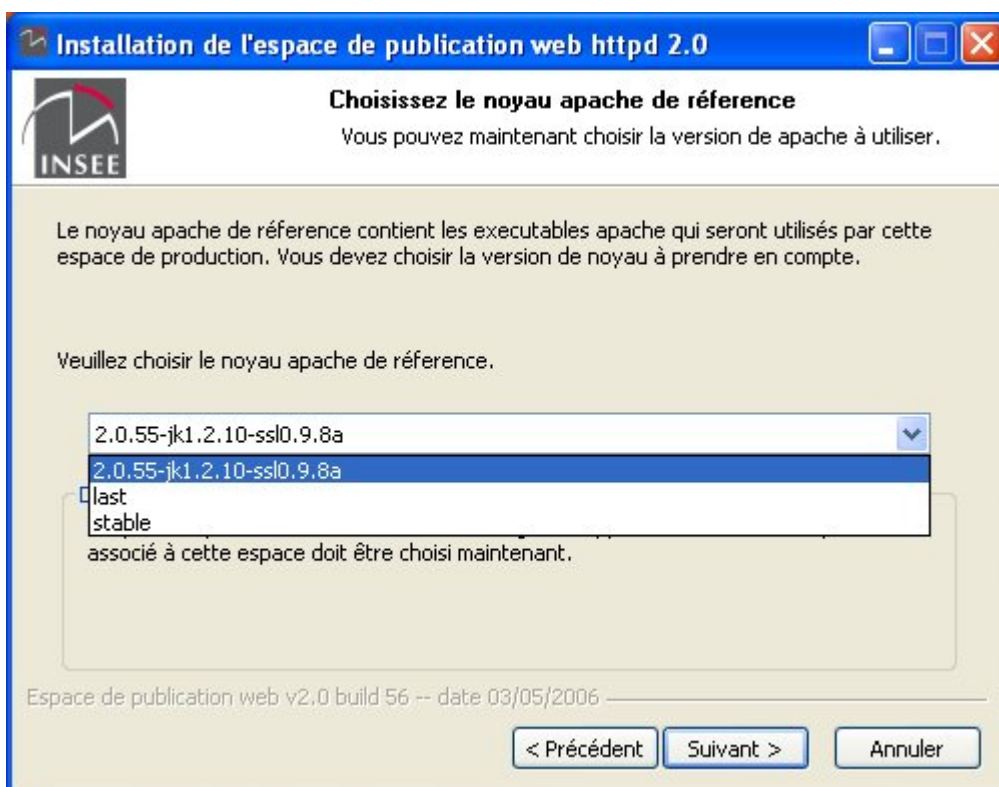 Installation de l'espace de publication web httpd 2.0
INSEE
Choisissez le noyau apache de réference
Vous pouvez maintenant choisir la version de apache à utiliser.
Le noyau apache de réference contient les executables apache qui seront utilisés par cette
espace de production. Vous devez choisir la version de noyau à prendre en compte.
Veuillez choisir le noyau apache de réference.
2.0.55-jk1.2.10-ssl0.9.8a
2.0.55-jk1.2.10-ssl0.9.8a
last
stable
associé à cette espace doit être choisi maintenant.
Espace de publication web v2.0 build 56 -- date 03/05/2006
< Précédent
Suivant >
Annuler